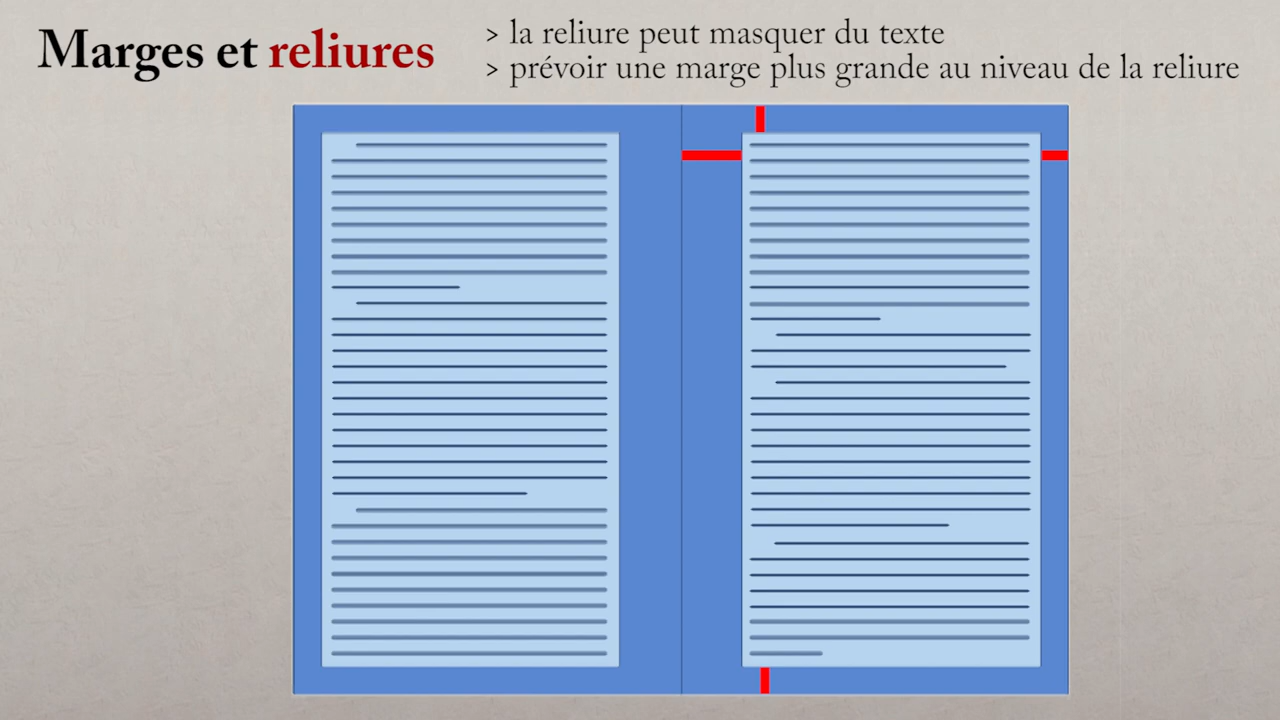 Marges et reliures
> la reliure peut masquer du texte
> prévoir une marge plus grande au niveau de la reliure